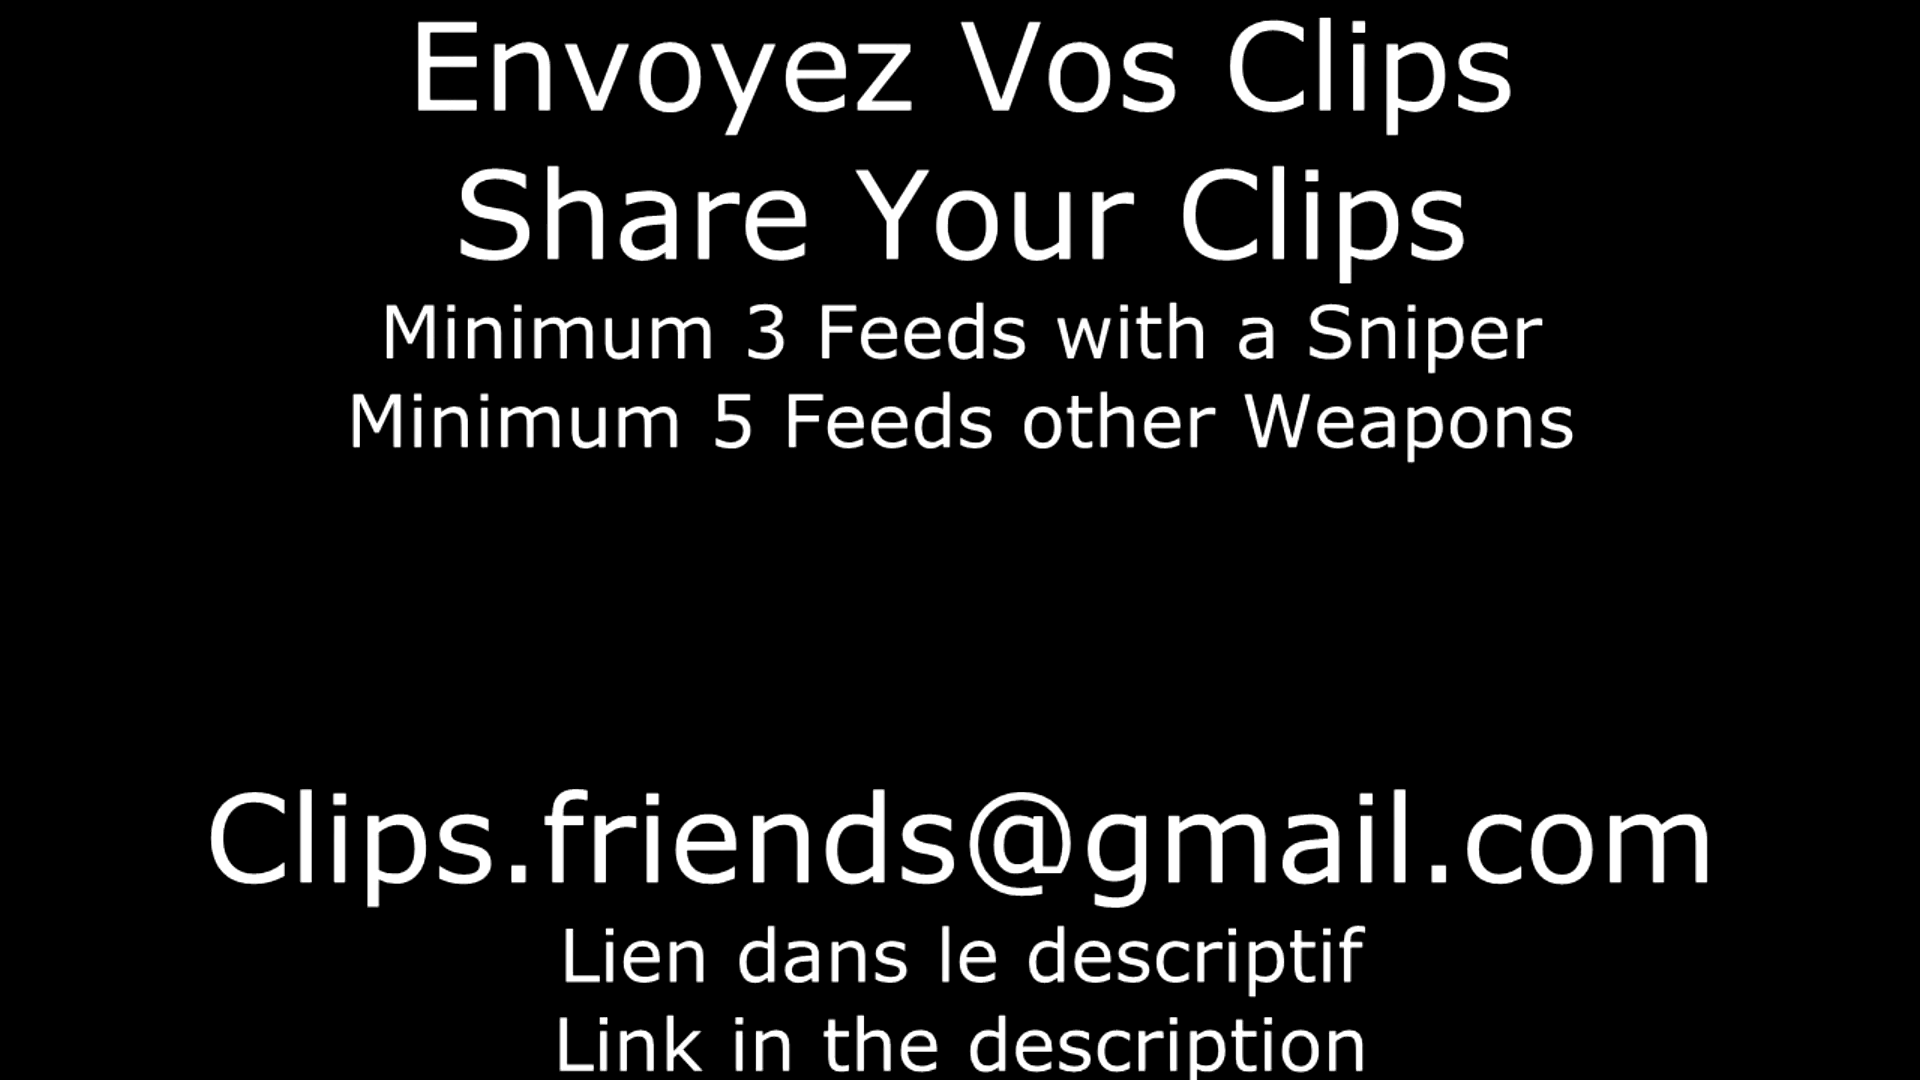 Envoyez Vos Clips
Share Your Clips
Minimum 3 Feeds with a Sniper
Minimum 5 Feeds other Weapons
Clips.friends@gmail.com
Lien dans le descriptif
Link in the description